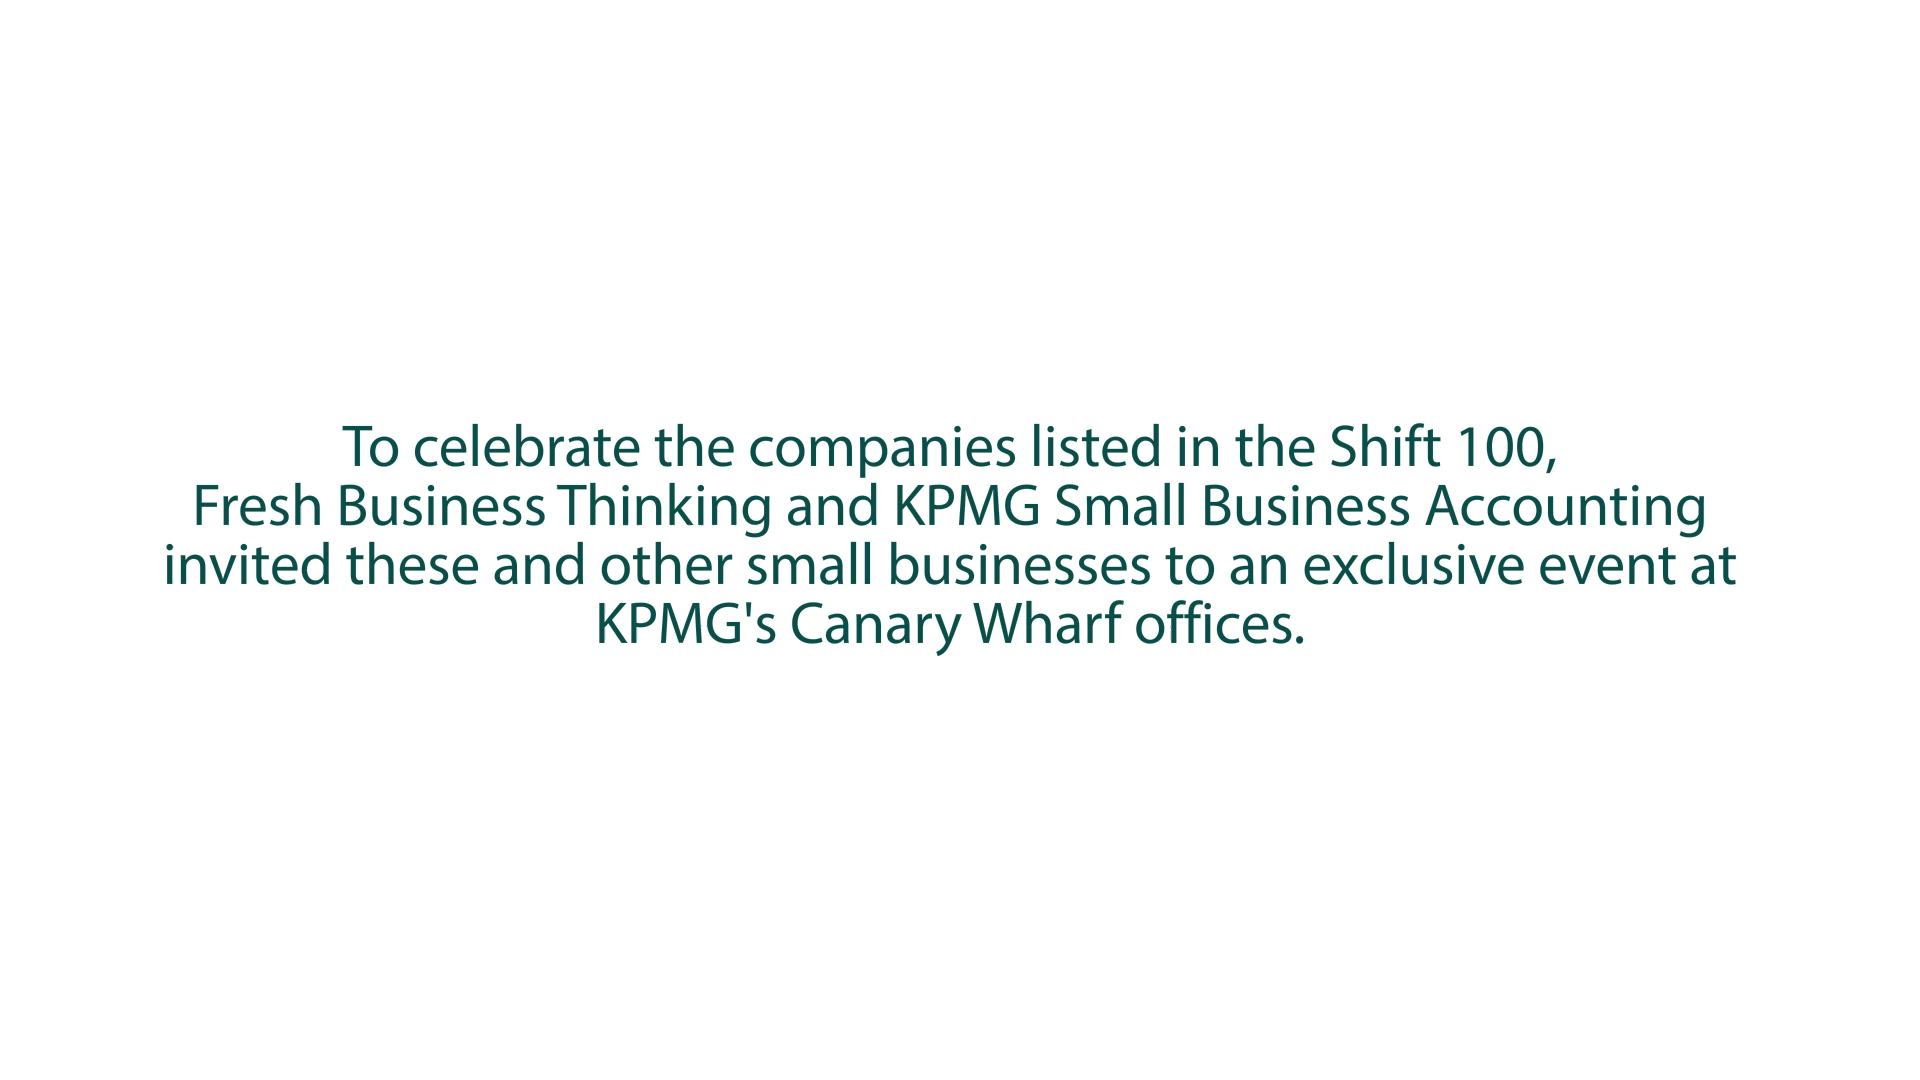 To celebrate the companies listed in the Shift 100,
Fresh Business Thinking and KPMG Small Business Accounting
invited these and other small businesses to an exclusive event at
KPMG's Canary Wharf offices.